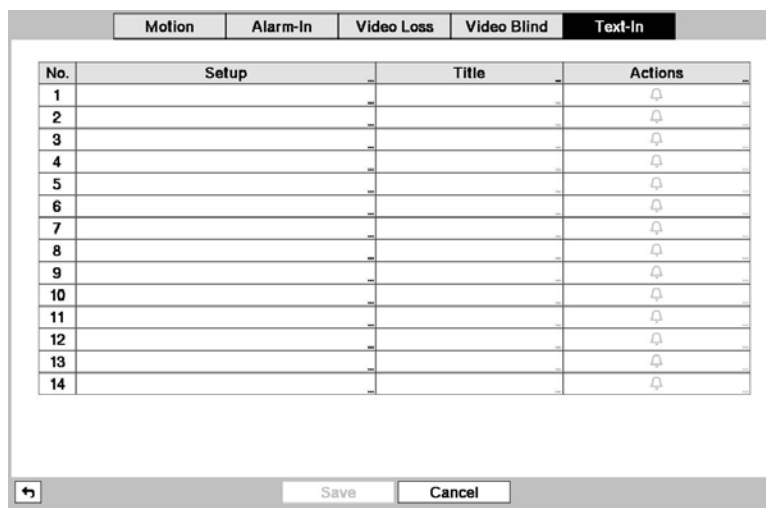 Motion Alarm-In Video Loss Video Blind Text-In
No. Setup ... Title ... Actions ...
1 ... ... ...
2 ... ... ...
3 ... ... ...
4 ... ... ...
5 ... ... ...
6 ... ... ...
7 ... ... ...
8 ... ... ...
9 ... ... ...
10 ... ... ...
11 ... ... ...
12 ... ... ...
13 ... ... ...
14 ... ... ...
Save Cancel